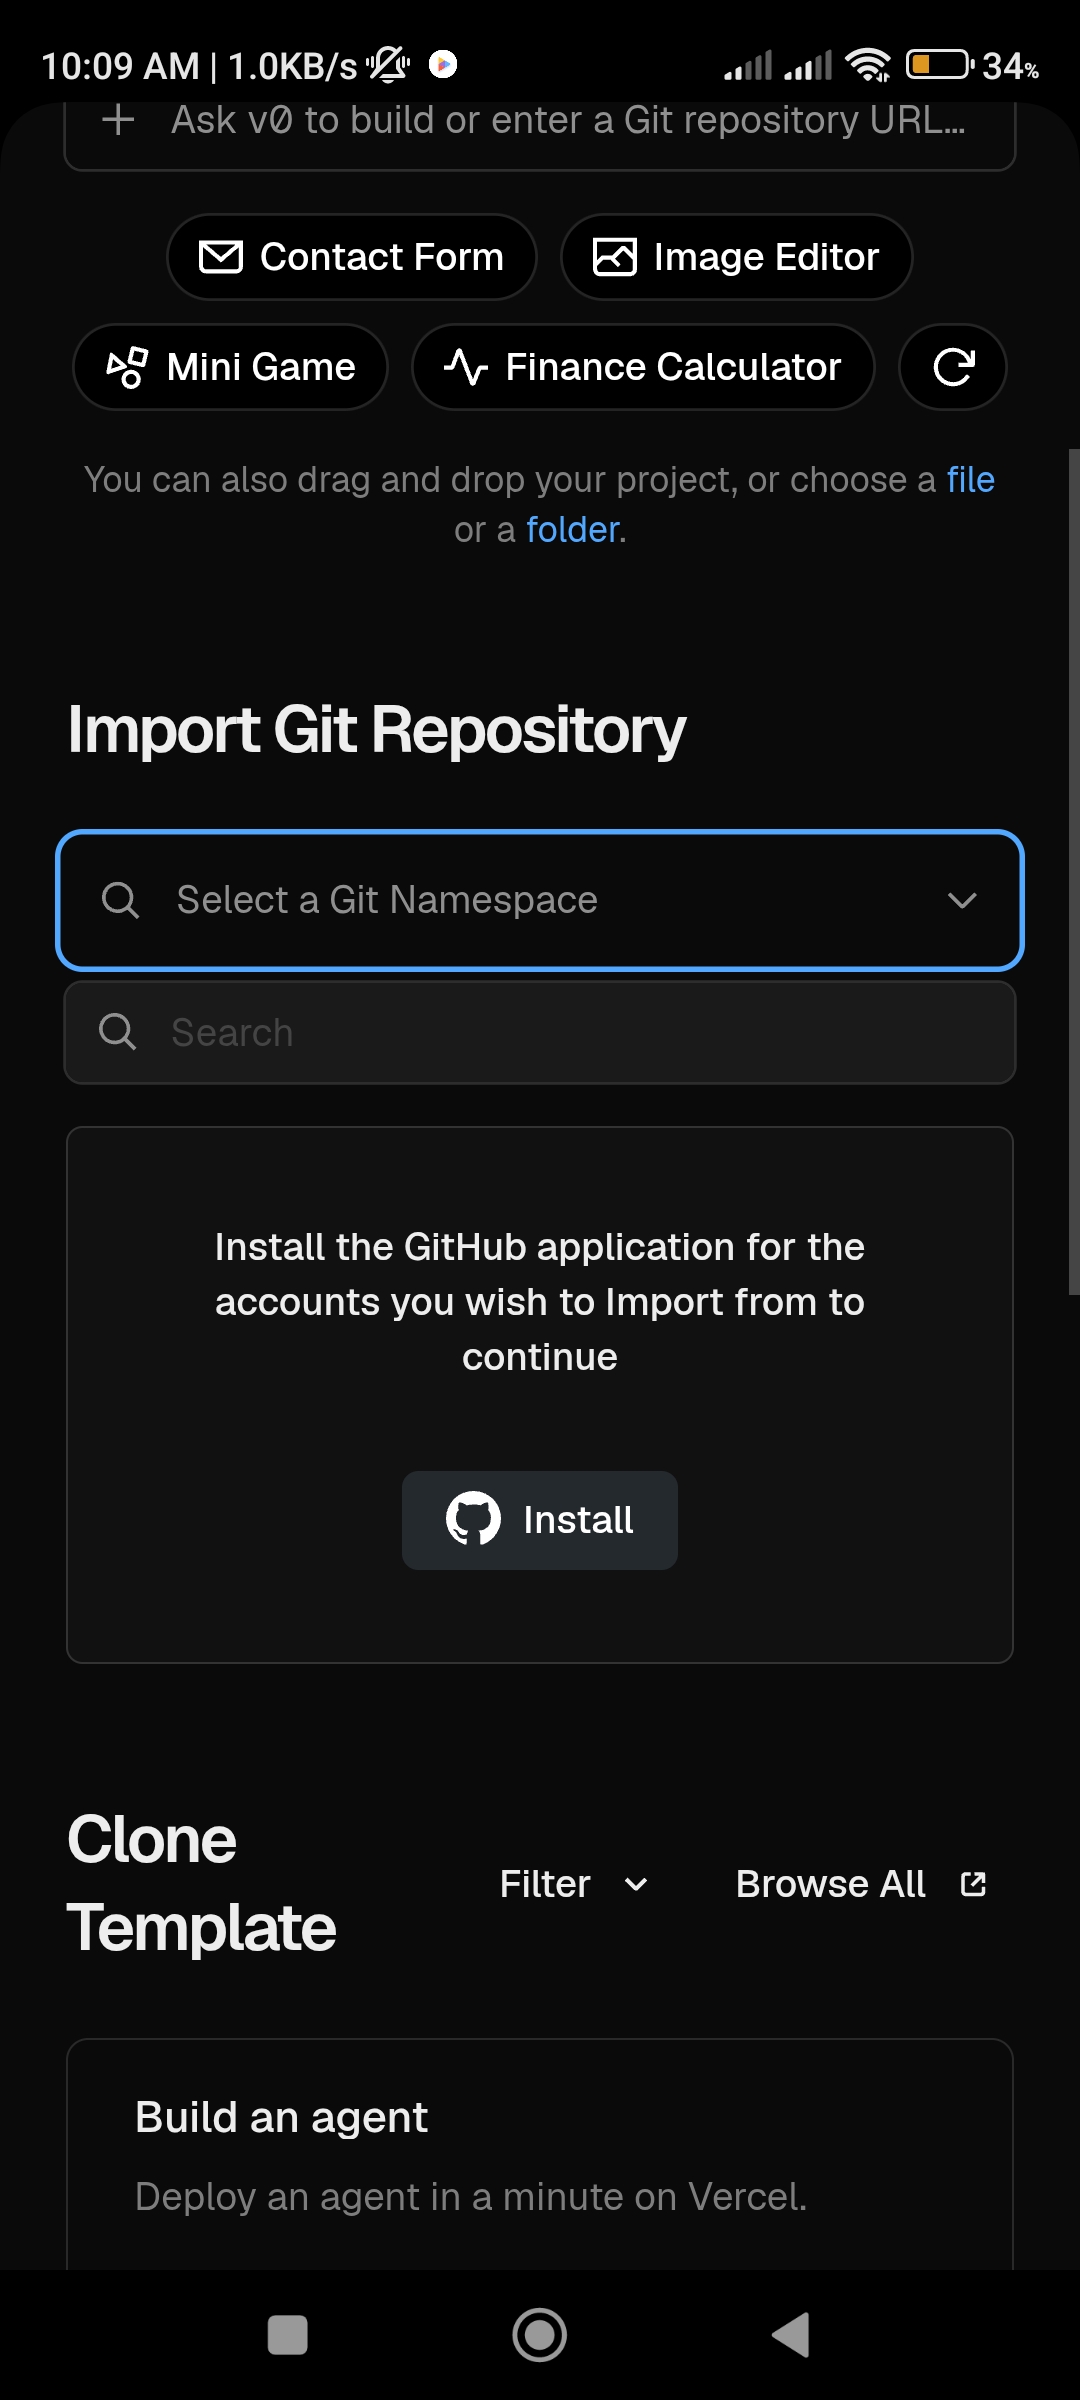 10:09 AM | 1.0KB/s 34%
Ask v0 to build or enter a Git repository URL...
Contact Form Image Editor
Mini Game Finance Calculator
You can also drag and drop your project, or choose a file
or a folder.
Import Git Repository
Select a Git Namespace
Search
Install the GitHub application for the
accounts you wish to Import from to
continue
Install
Clone
Template
Filter Browse All
Build an agent
Deploy an agent in a minute on Vercel.